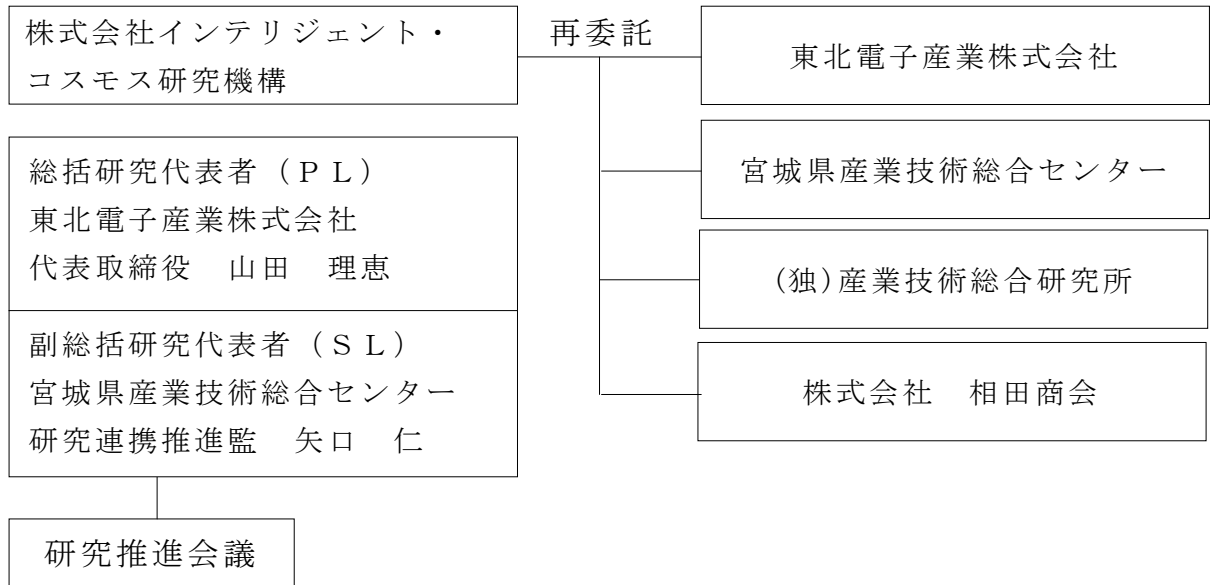 株式会社インテリジェント・
コスモス研究機構
再委託
東北電子産業株式会社
宮城県産業技術総合センター
(独)産業技術総合研究所
株式会社　相田商会
総括研究代表者（ＰＬ）
東北電子産業株式会社
代表取締役　山田　理恵
副総括研究代表者（ＳＬ）
宮城県産業技術総合センター
研究連携推進監　矢口　仁
研究推進会議